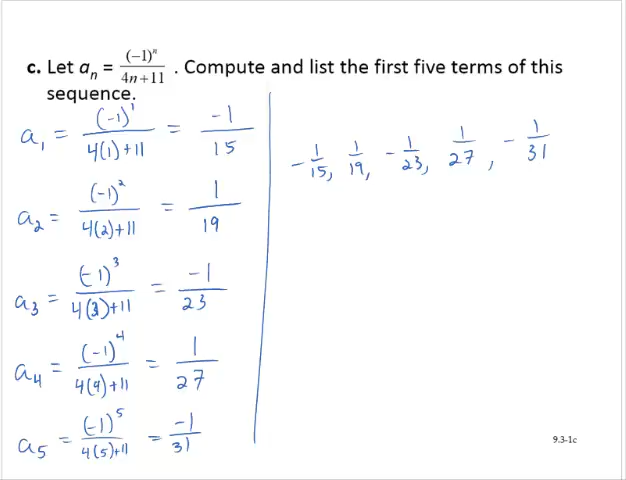 c. Let aₙ = (-1)ⁿ / 4n+11 . Compute and list the first five terms of this
sequence.
a₁ = (-1)¹ / 4(1)+11 = -1 / 15
a₂ = (-1)² / 4(2)+11 = 1 / 19
a₃ = (-1)³ / 4(3)+11 = -1 / 23
a₄ = (-1)⁴ / 4(4)+11 = 1 / 27
a₅ = (-1)⁵ / 4(5)+11 = -1 / 31
- 1/15, 1/19, - 1/23, 1/27, - 1/31
9.3-1c